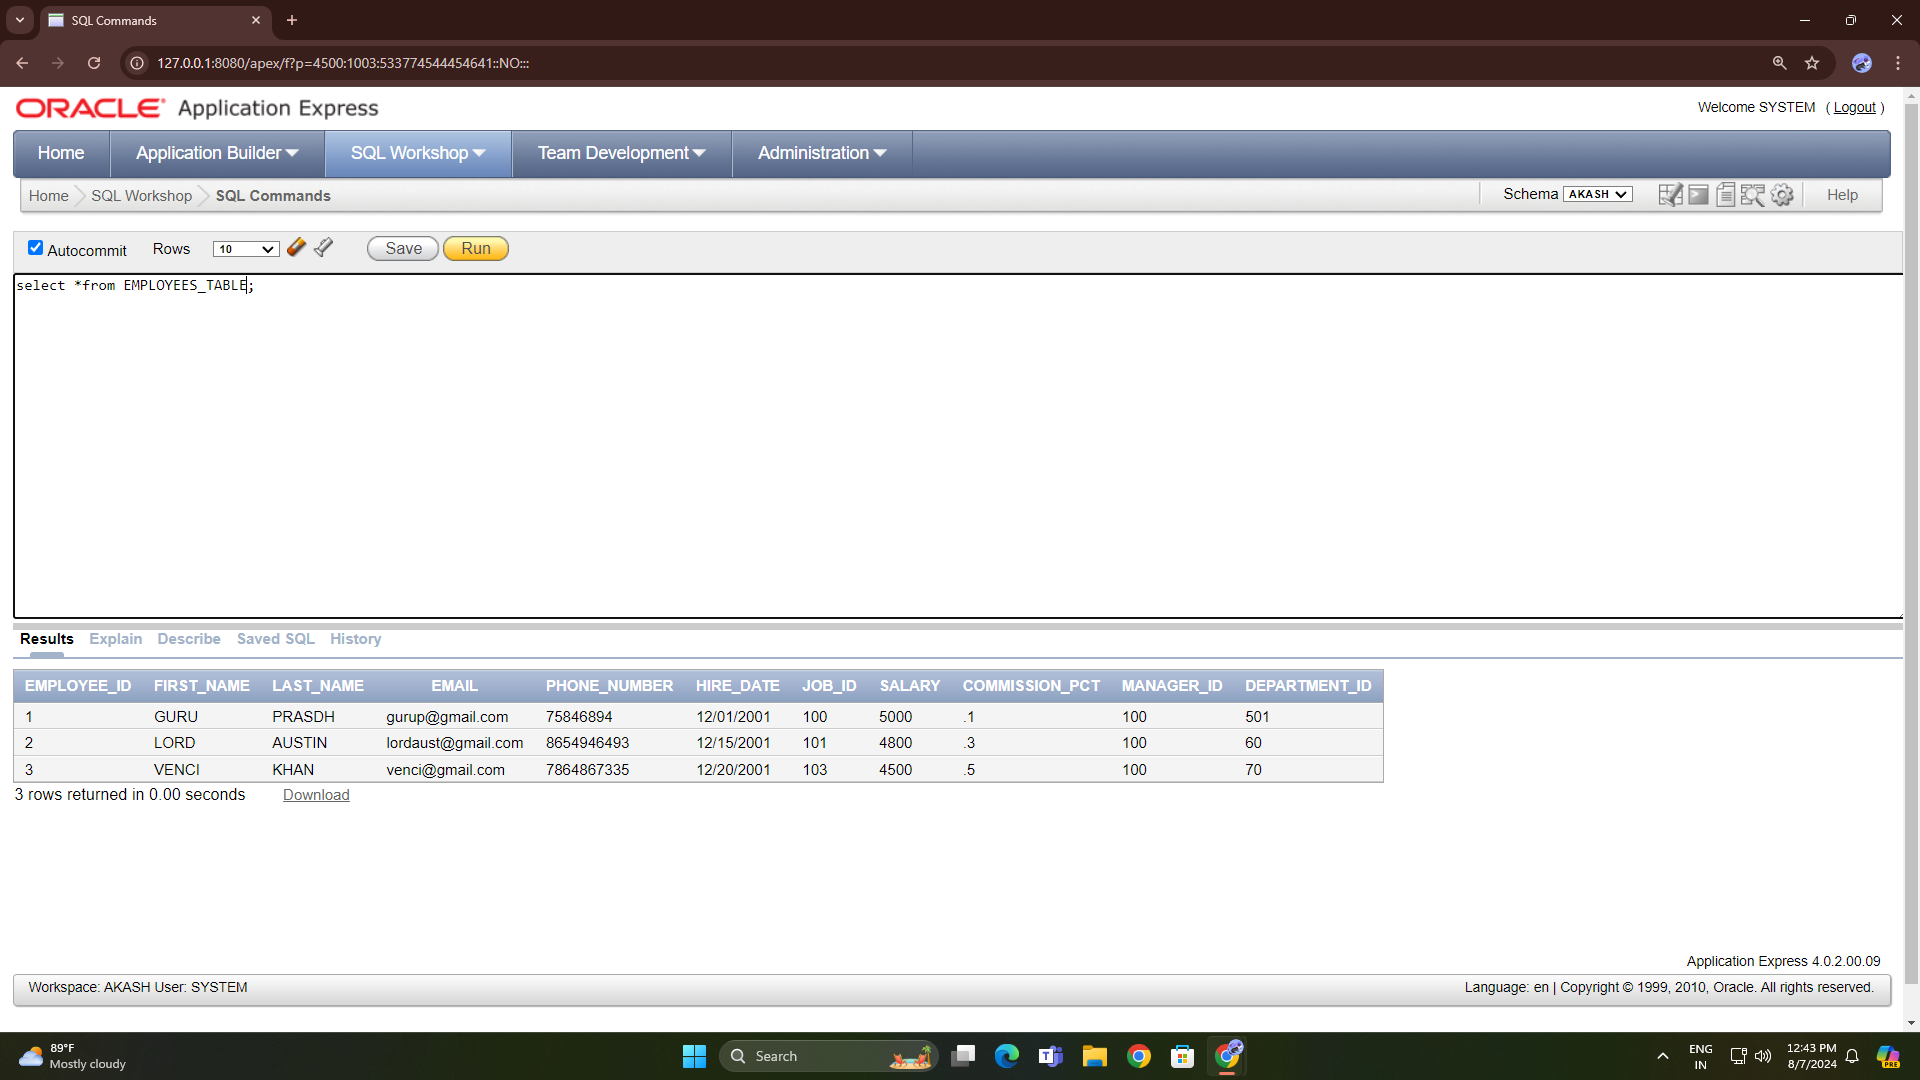 SQL Commands
127.0.0.1:8080/apex/f?p=4500:1003:533774544454641::NO:::
ORACLE Application Express
Welcome SYSTEM ( Logout )
Home Application Builder SQL Workshop Team Development Administration
Home SQL Workshop SQL Commands Schema AKASH Help
Autocommit Rows 10 Save Run
select *from EMPLOYEES_TABLE;
Results Explain Describe Saved SQL History
EMPLOYEE_ID FIRST_NAME LAST_NAME EMAIL PHONE_NUMBER HIRE_DATE JOB_ID SALARY COMMISSION_PCT MANAGER_ID DEPARTMENT_ID
1 GURU PRASDH gurup@gmail.com 75846894 12/01/2001 100 5000 .1 100 501
2 LORD AUSTIN lordaust@gmail.com 8654946493 12/15/2001 101 4800 .3 100 60
3 VENCI KHAN venci@gmail.com 7864867335 12/20/2001 103 4500 .5 100 70
3 rows returned in 0.00 seconds Download
Application Express 4.0.2.00.09
Workspace: AKASH User: SYSTEM Language: en | Copyright © 1999, 2010, Oracle. All rights reserved.
89°F
Mostly cloudy
Search
ENG
IN
12:43 PM
8/7/2024
PRE